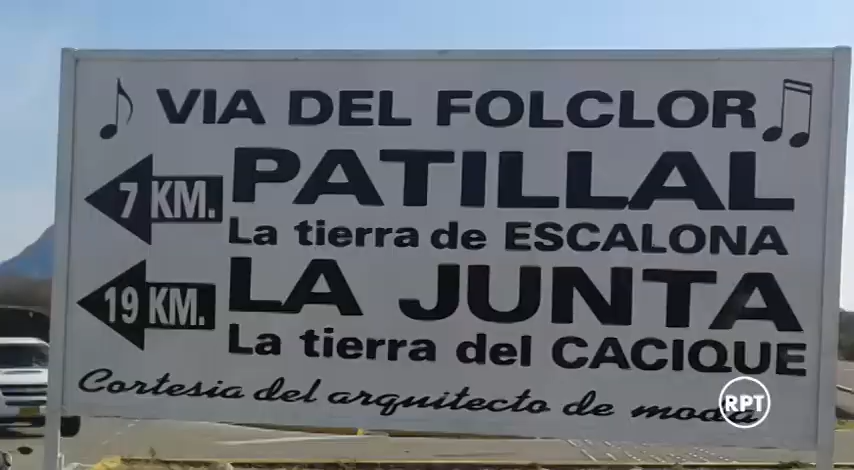 VIA DEL FOLCLOR
7 KM. PATILLAL
La tierra de ESCALONA
19 KM. LA JUNTA
La tierra del CACIQUE
Cortesia del arquitecto de moda
RPT